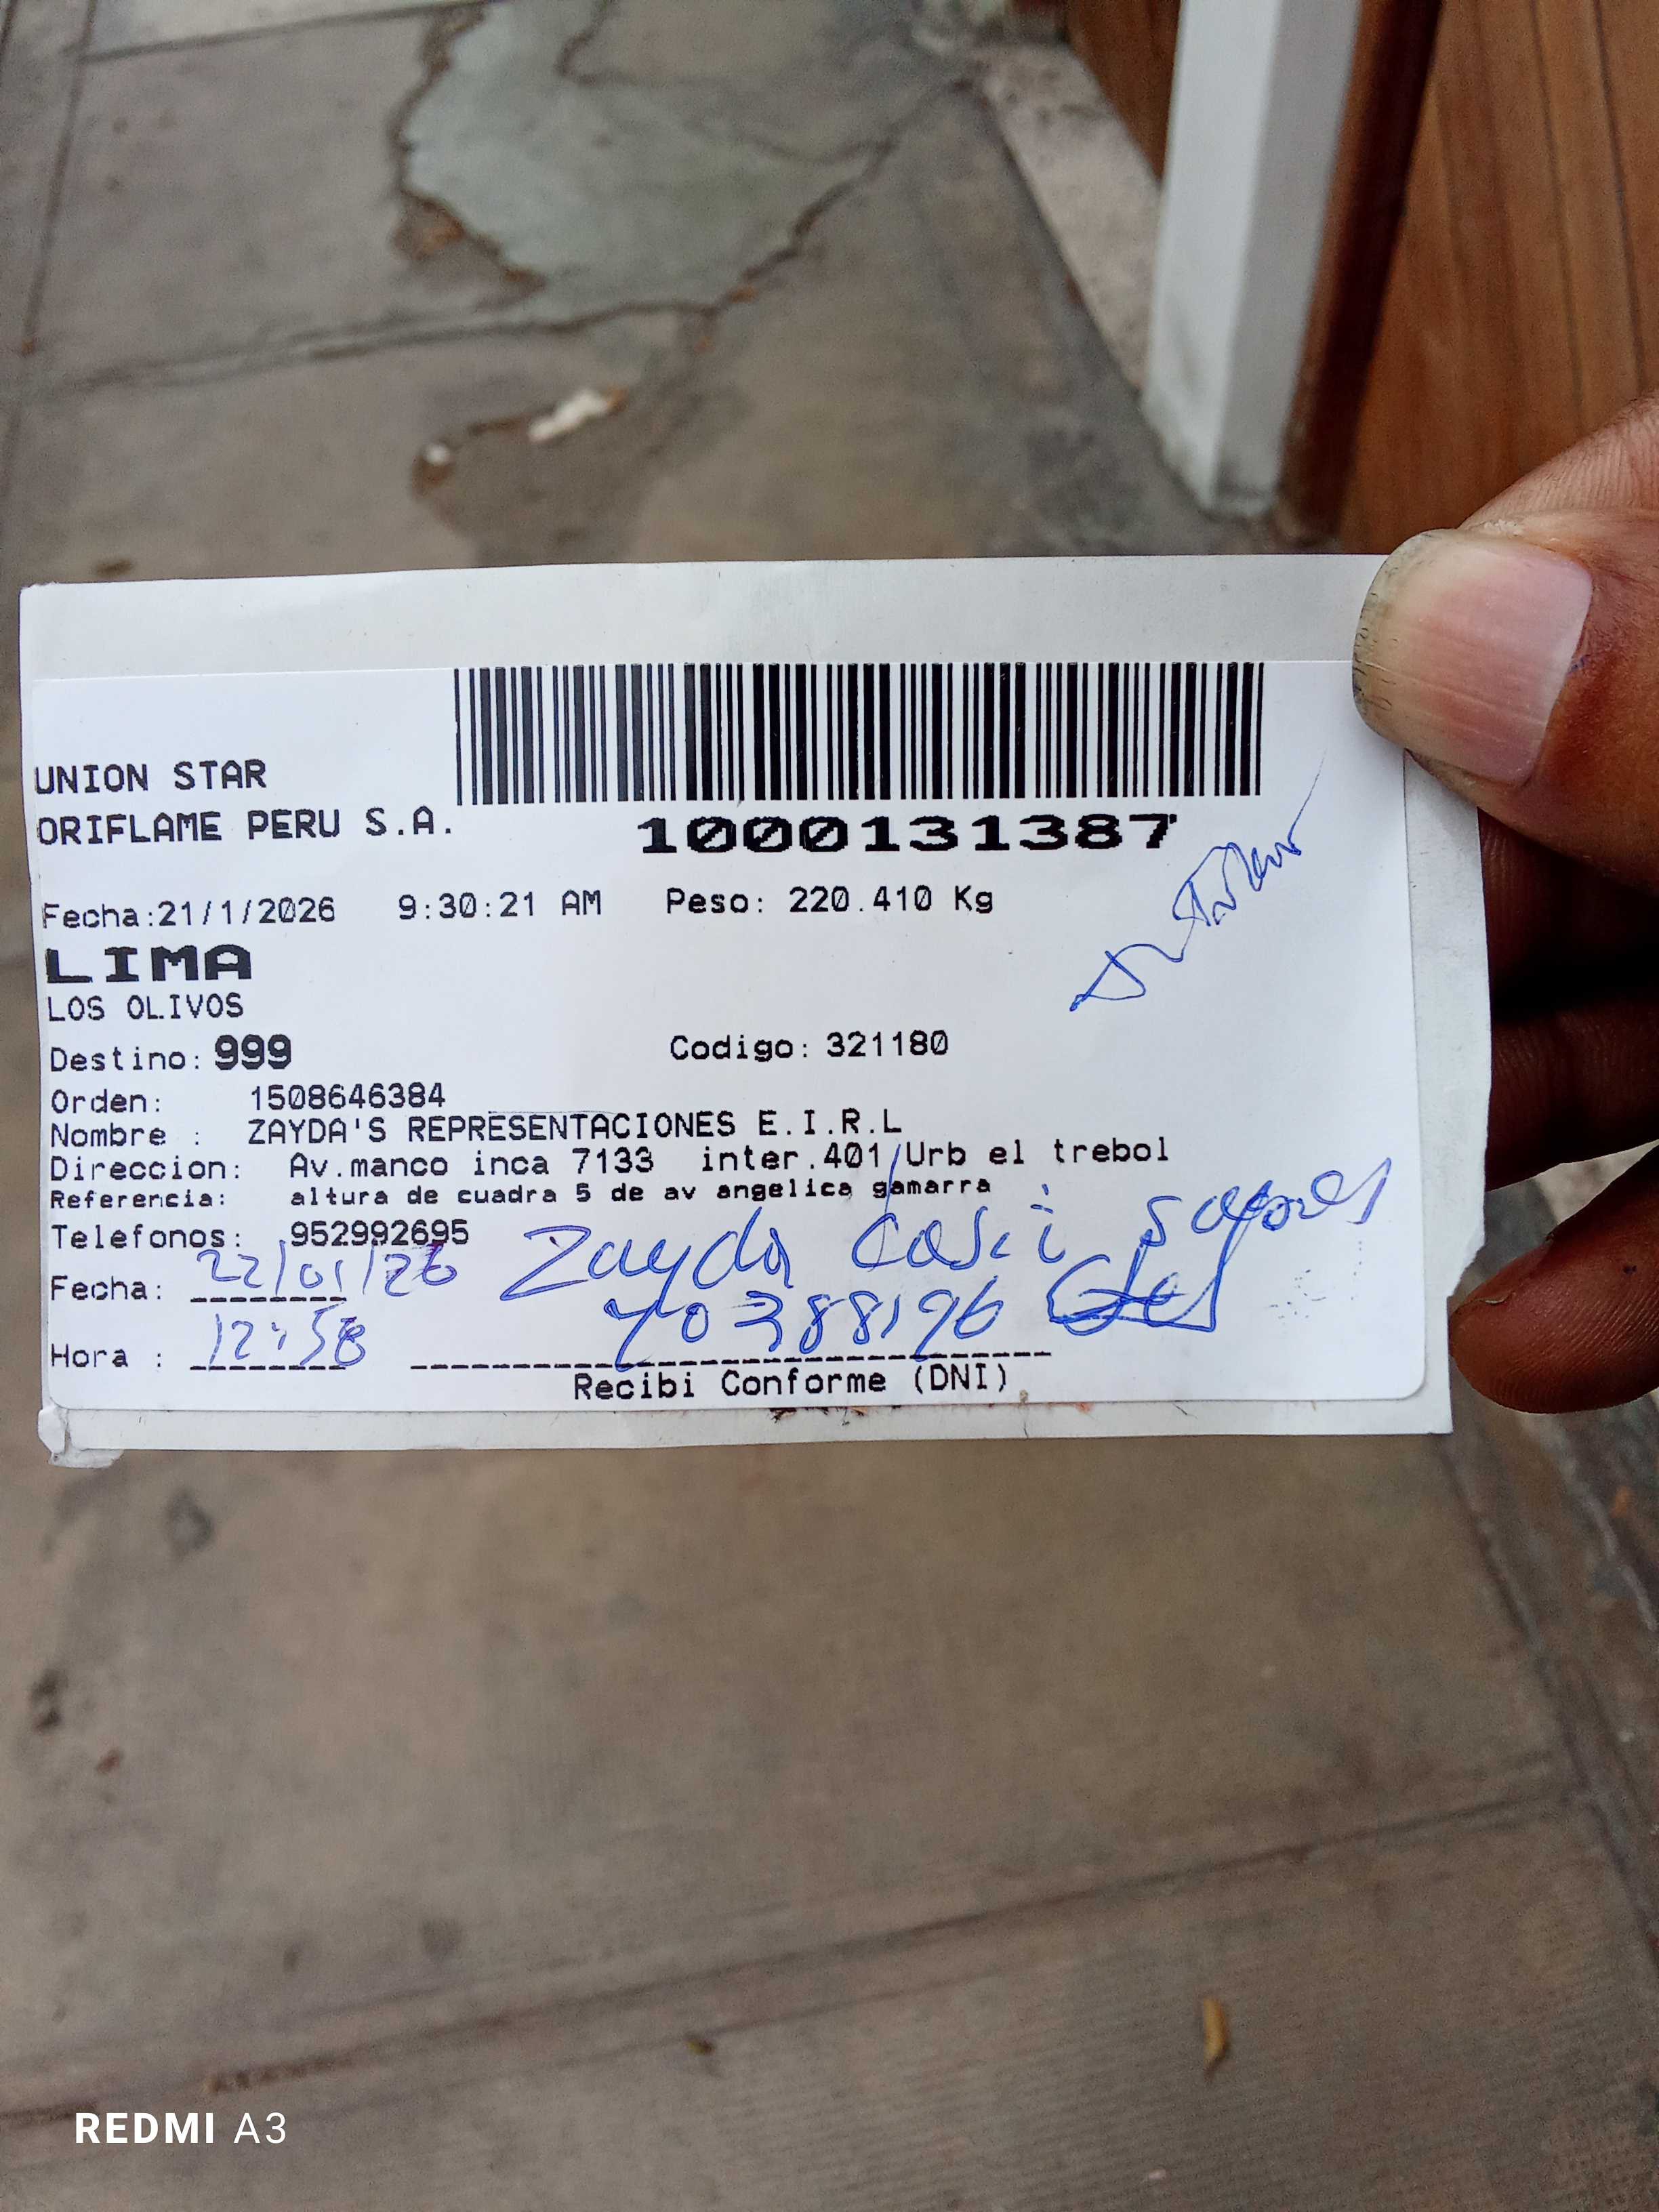 UNION STAR
ORIFLAME PERU S.A.
1000131387
Fecha:21/1/2026 9:30:21 AM Peso: 220.410 Kg
LIMA
LOS OLIVOS
Destino: 999 Codigo: 321180
Orden: 1508646384
Nombre : ZAYDA'S REPRESENTACIONES E.I.R.L
Direccion: Av.manco inca 7133 inter.401/Urb el trebol
Referencia: altura de cuadra 5 de av angelica gamarra
Telefonos: 952992695
Zayda
Fecha: 22/01/26
40388196
Hora : 12:58
Recibi Conforme (DNI)
REDMI A3